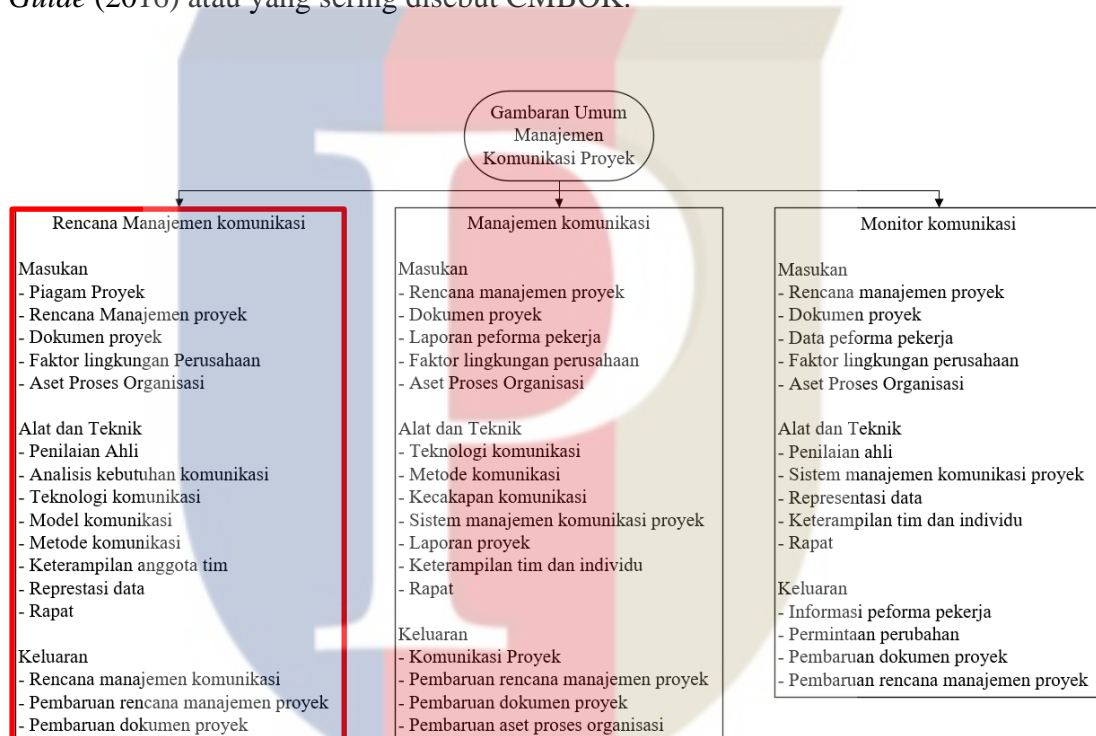 Guide (2016) atau yang sering disebut CMBOK.
Gambaran Umum
Manajemen
Komunikasi Proyek
Rencana Manajemen komunikasi
Masukan
- Piagam Proyek
- Rencana Manajemen proyek
- Dokumen proyek
- Faktor lingkungan Perusahaan
- Aset Proses Organisasi
Alat dan Teknik
- Penilaian Ahli
- Analisis kebutuhan komunikasi
- Teknologi komunikasi
- Model komunikasi
- Metode komunikasi
- Keterampilan anggota tim
- Represtasi data
- Rapat
Keluaran
- Rencana manajemen komunikasi
- Pembaruan rencana manajemen proyek
- Pembaruan dokumen proyek
Manajemen komunikasi
Masukan
- Rencana manajemen proyek
- Dokumen proyek
- Laporan peforma pekerja
- Faktor lingkungan perusahaan
- Aset Proses Organisasi
Alat dan Teknik
- Teknologi komunikasi
- Metode komunikasi
- Kecakapan komunikasi
- Sistem manajemen komunikasi proyek
- Laporan proyek
- Keterampilan tim dan individu
- Rapat
Keluaran
- Komunikasi Proyek
- Pembaruan rencana manajemen proyek
- Pembaruan dokumen proyek
- Pembaruan aset proses organisasi
Monitor komunikasi
Masukan
- Rencana manajemen proyek
- Dokumen proyek
- Data peforma pekerja
- Faktor lingkungan perusahaan
- Aset Proses Organisasi
Alat dan Teknik
- Penilaian ahli
- Sistem manajemen komunikasi proyek
- Representasi data
- Keterampilan tim dan individu
- Rapat
Keluaran
- Informasi peforma pekerja
- Permintaan perubahan
- Pembaruan dokumen proyek
- Pembaruan rencana manajemen proyek